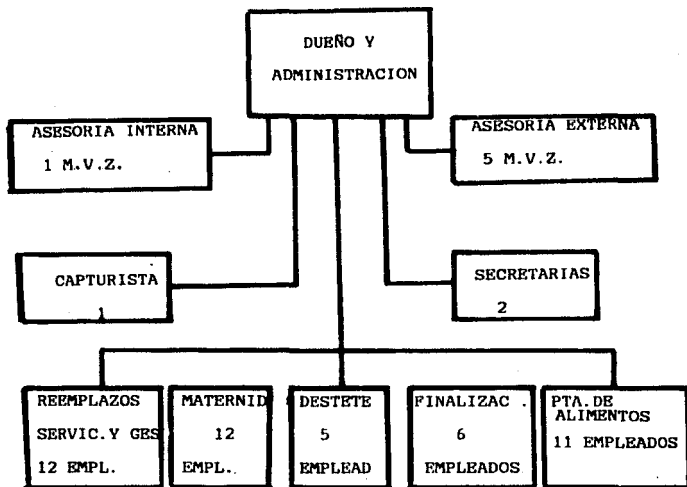 DUEÑO Y
ADMINISTRACION
ASESORIA INTERNA
1 M.V.Z.
ASESORIA EXTERNA
5 M.V.Z.
CAPTURISTA
1
SECRETARIAS
2
REEMPLAZOS
SERVIC.Y GES
12 EMPL.
MATERNID
12
EMPL.
DESTETE
5
EMPLEAD
FINALIZAC.
6
EMPLEADOS
PTA.DE
ALIMENTOS
11 EMPLEADOS